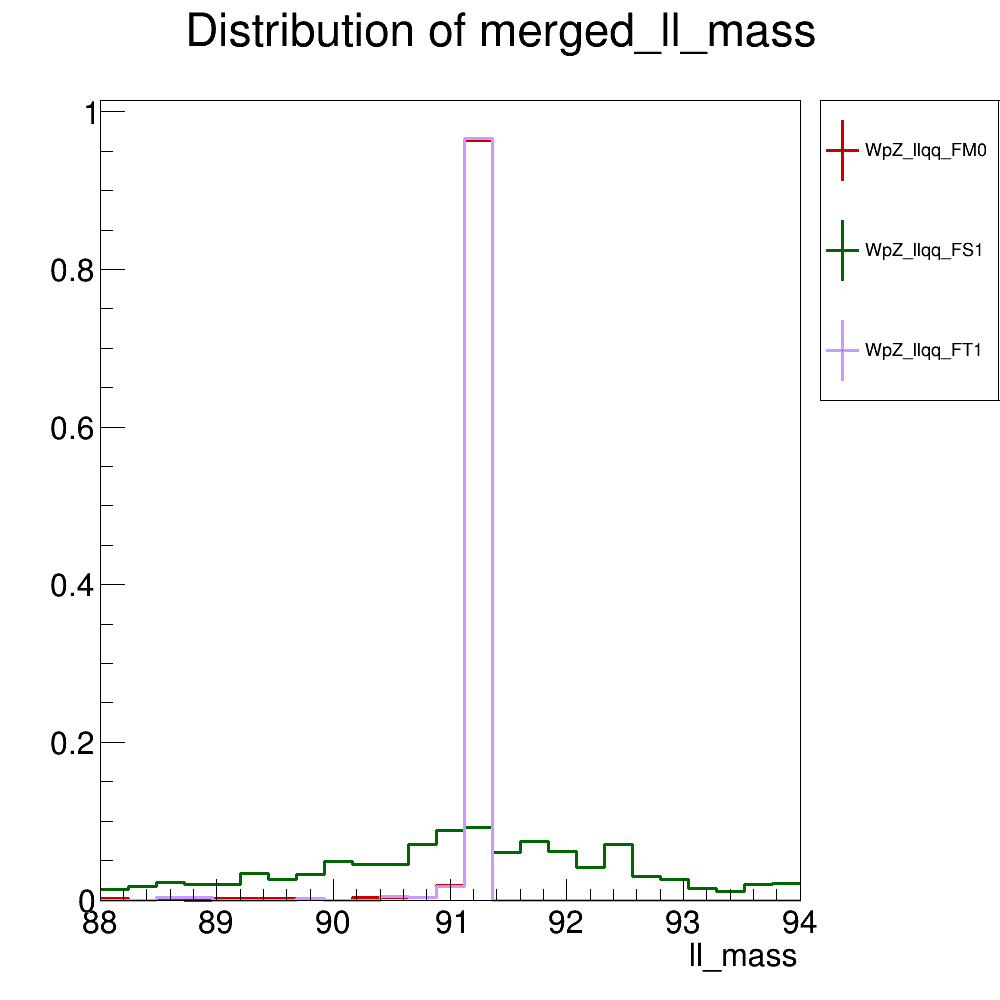 Distribution of merged_ll_mass
1
0.8
0.6
0.4
0.2
0
88 89 90 91 92 93 94
ll_mass
WpZ_llqq_FM0
WpZ_llqq_FS1
WpZ_llqq_FT1